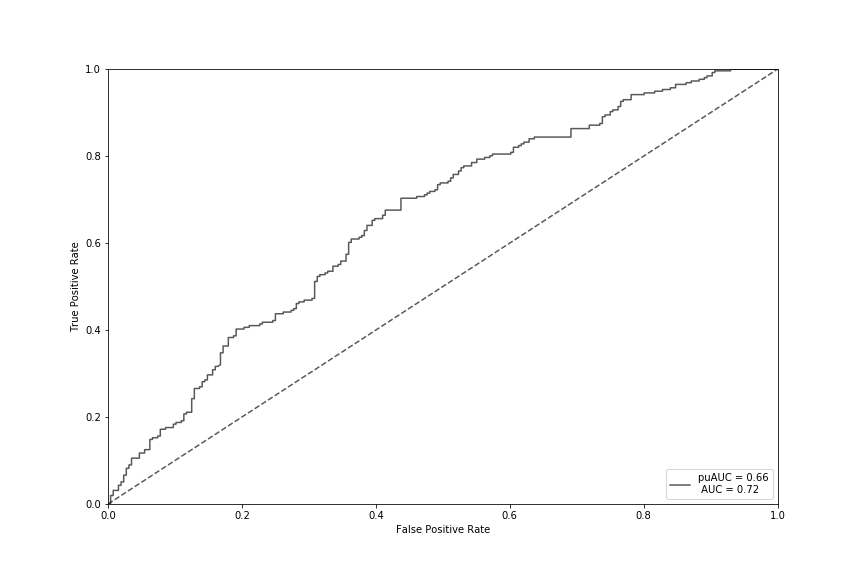 1.0
0.8
0.6
0.4
0.2
0.0
True Positive Rate
puAUC = 0.66
AUC = 0.72
0.0 0.2 0.4 0.6 0.8 1.0
False Positive Rate